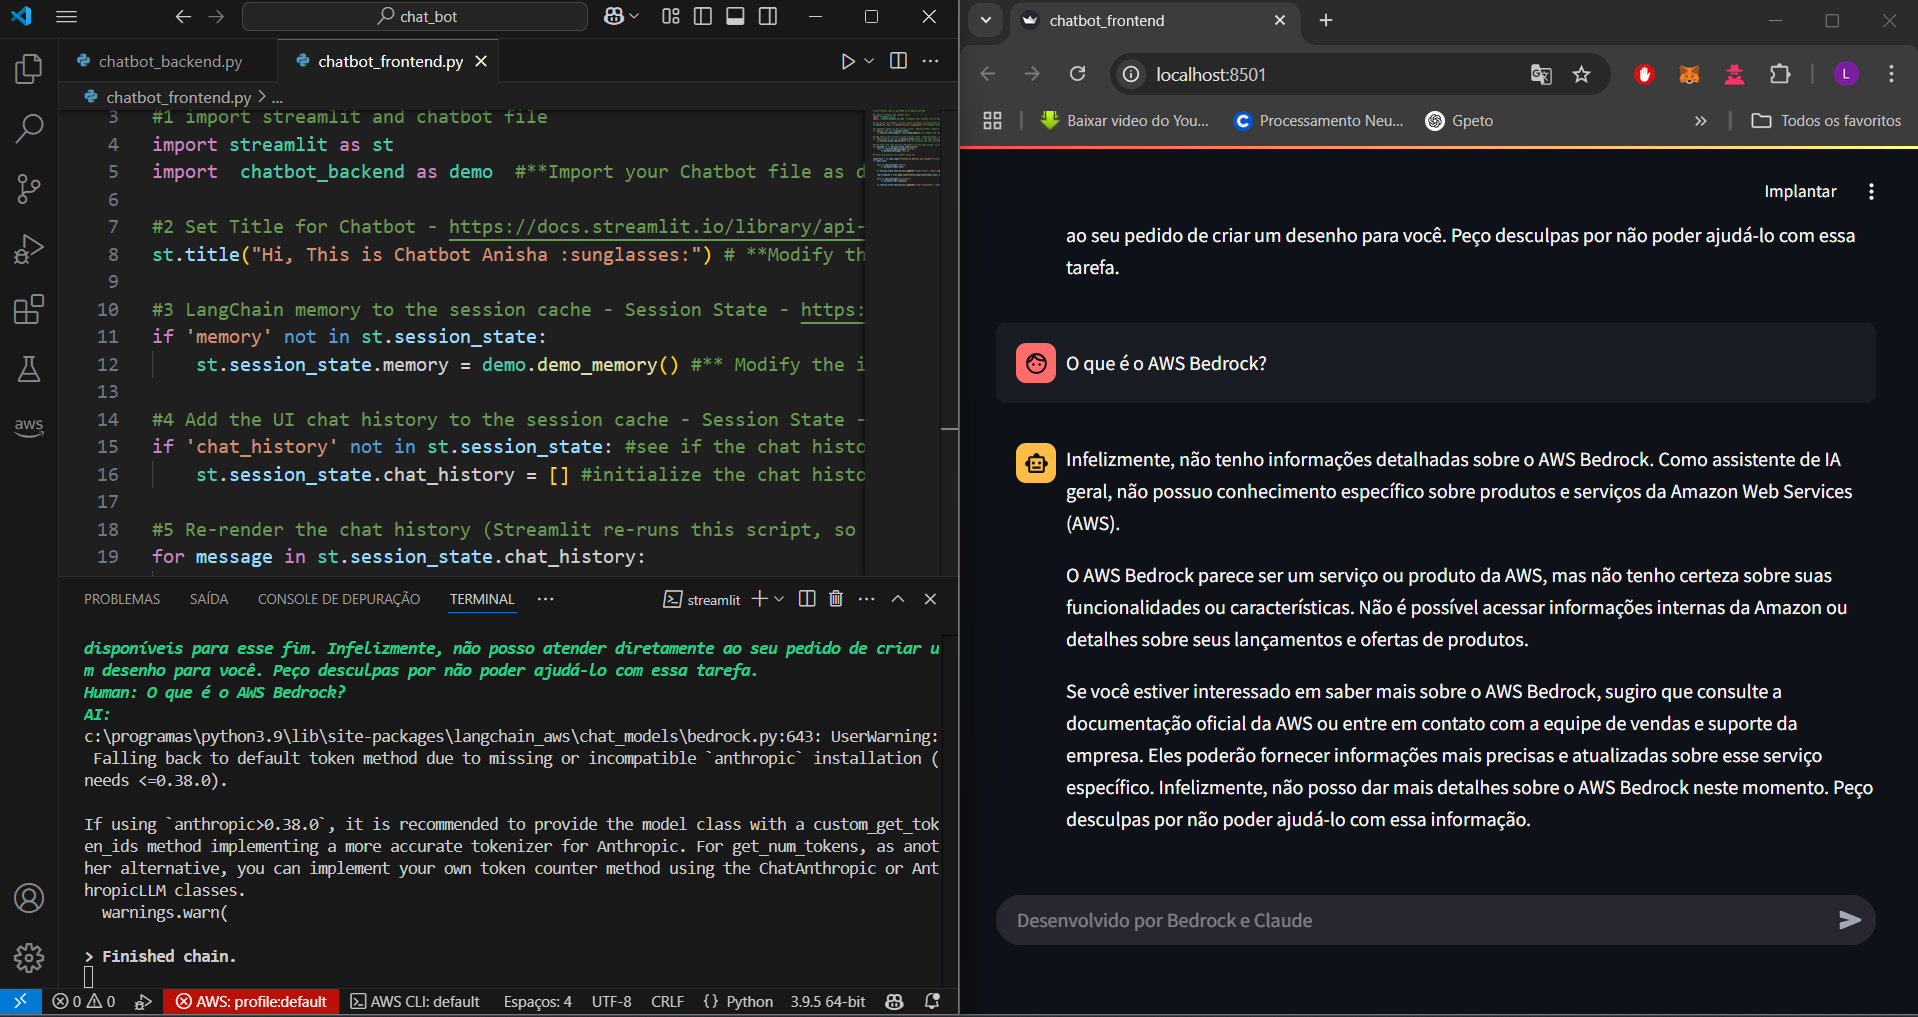 chat_bot
chatbot_backend.py
chatbot_frontend.py
chatbot_frontend.py > ...
3 #1 import streamlit and chatbot file
4 import streamlit as st
5 import  chatbot_backend as demo  #**Import your Chatbot file as d
6
7 #2 Set Title for Chatbot - https://docs.streamlit.io/library/api-
8 st.title("Hi, This is Chatbot Anisha :sunglasses:") # **Modify th
9
10 #3 LangChain memory to the session cache - Session State - https:
11 if 'memory' not in st.session_state:
12     st.session_state.memory = demo.demo_memory() #** Modify the i
13
14 #4 Add the UI chat history to the session cache - Session State -
15 if 'chat_history' not in st.session_state: #see if the chat histo
16     st.session_state.chat_history = [] #initialize the chat histo
17
18 #5 Re-render the chat history (Streamlit re-runs this script, so
19 for message in st.session_state.chat_history:
aws
PROBLEMAS SAÍDA CONSOLE DE DEPURAÇÃO TERMINAL ... streamlit
disponíveis para esse fim. Infelizmente, não posso atender diretamente ao seu pedido de criar u
m desenho para você. Peço desculpas por não poder ajudá-lo com essa tarefa.
Human: O que é o AWS Bedrock?
AI:
c:\programas\python3.9\lib\site-packages\langchain_aws\chat_models\bedrock.py:643: UserWarning:
 Falling back to default token method due to missing or incompatible `anthropic` installation (
needs <=0.38.0).
If using `anthropic>0.38.0`, it is recommended to provide the model class with a custom_get_tok
en_ids method implementing a more accurate tokenizer for Anthropic. For get_num_tokens, as anot
her alternative, you can implement your own token counter method using the ChatAnthropic or Ant
hropicLLM classes.
  warnings.warn(
> Finished chain.
0 0 AWS: profile:default AWS CLI: default Espaços: 4 UTF-8 CRLF {} Python 3.9.5 64-bit
chatbot_frontend
localhost:8501
L
Baixar video do You... Processamento Neu... Gpeto » Todos os favoritos
Implantar
ao seu pedido de criar um desenho para você. Peço desculpas por não poder ajudá-lo com essa
tarefa.
O que é o AWS Bedrock?
Infelizmente, não tenho informações detalhadas sobre o AWS Bedrock. Como assistente de IA
geral, não possuo conhecimento específico sobre produtos e serviços da Amazon Web Services
(AWS).
O AWS Bedrock parece ser um serviço ou produto da AWS, mas não tenho certeza sobre suas
funcionalidades ou características. Não é possível acessar informações internas da Amazon ou
detalhes sobre seus lançamentos e ofertas de produtos.
Se você estiver interessado em saber mais sobre o AWS Bedrock, sugiro que consulte a
documentação oficial da AWS ou entre em contato com a equipe de vendas e suporte da
empresa. Eles poderão fornecer informações mais precisas e atualizadas sobre esse serviço
específico. Infelizmente, não posso dar mais detalhes sobre o AWS Bedrock neste momento. Peço
desculpas por não poder ajudá-lo com essa informação.
Desenvolvido por Bedrock e Claude